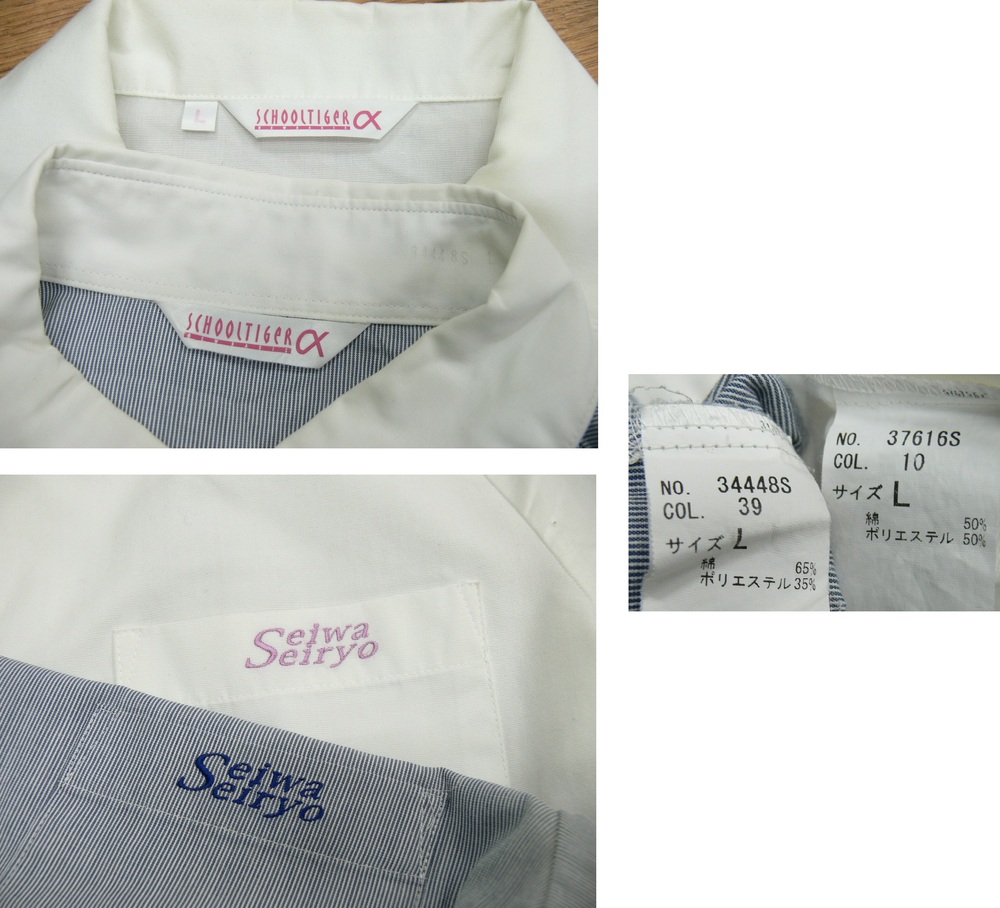 L
SCHOOLTIGER α
34448S
SCHOOLTIGER α
Seiwa
Seiryo
Seiwa
Seiryo
NO. 34448S
COL. 39
サイズ L
綿 65%
ポリエステル 35%
NO. 37616S
COL. 10
サイズ L
綿 50%
ポリエステル 50%